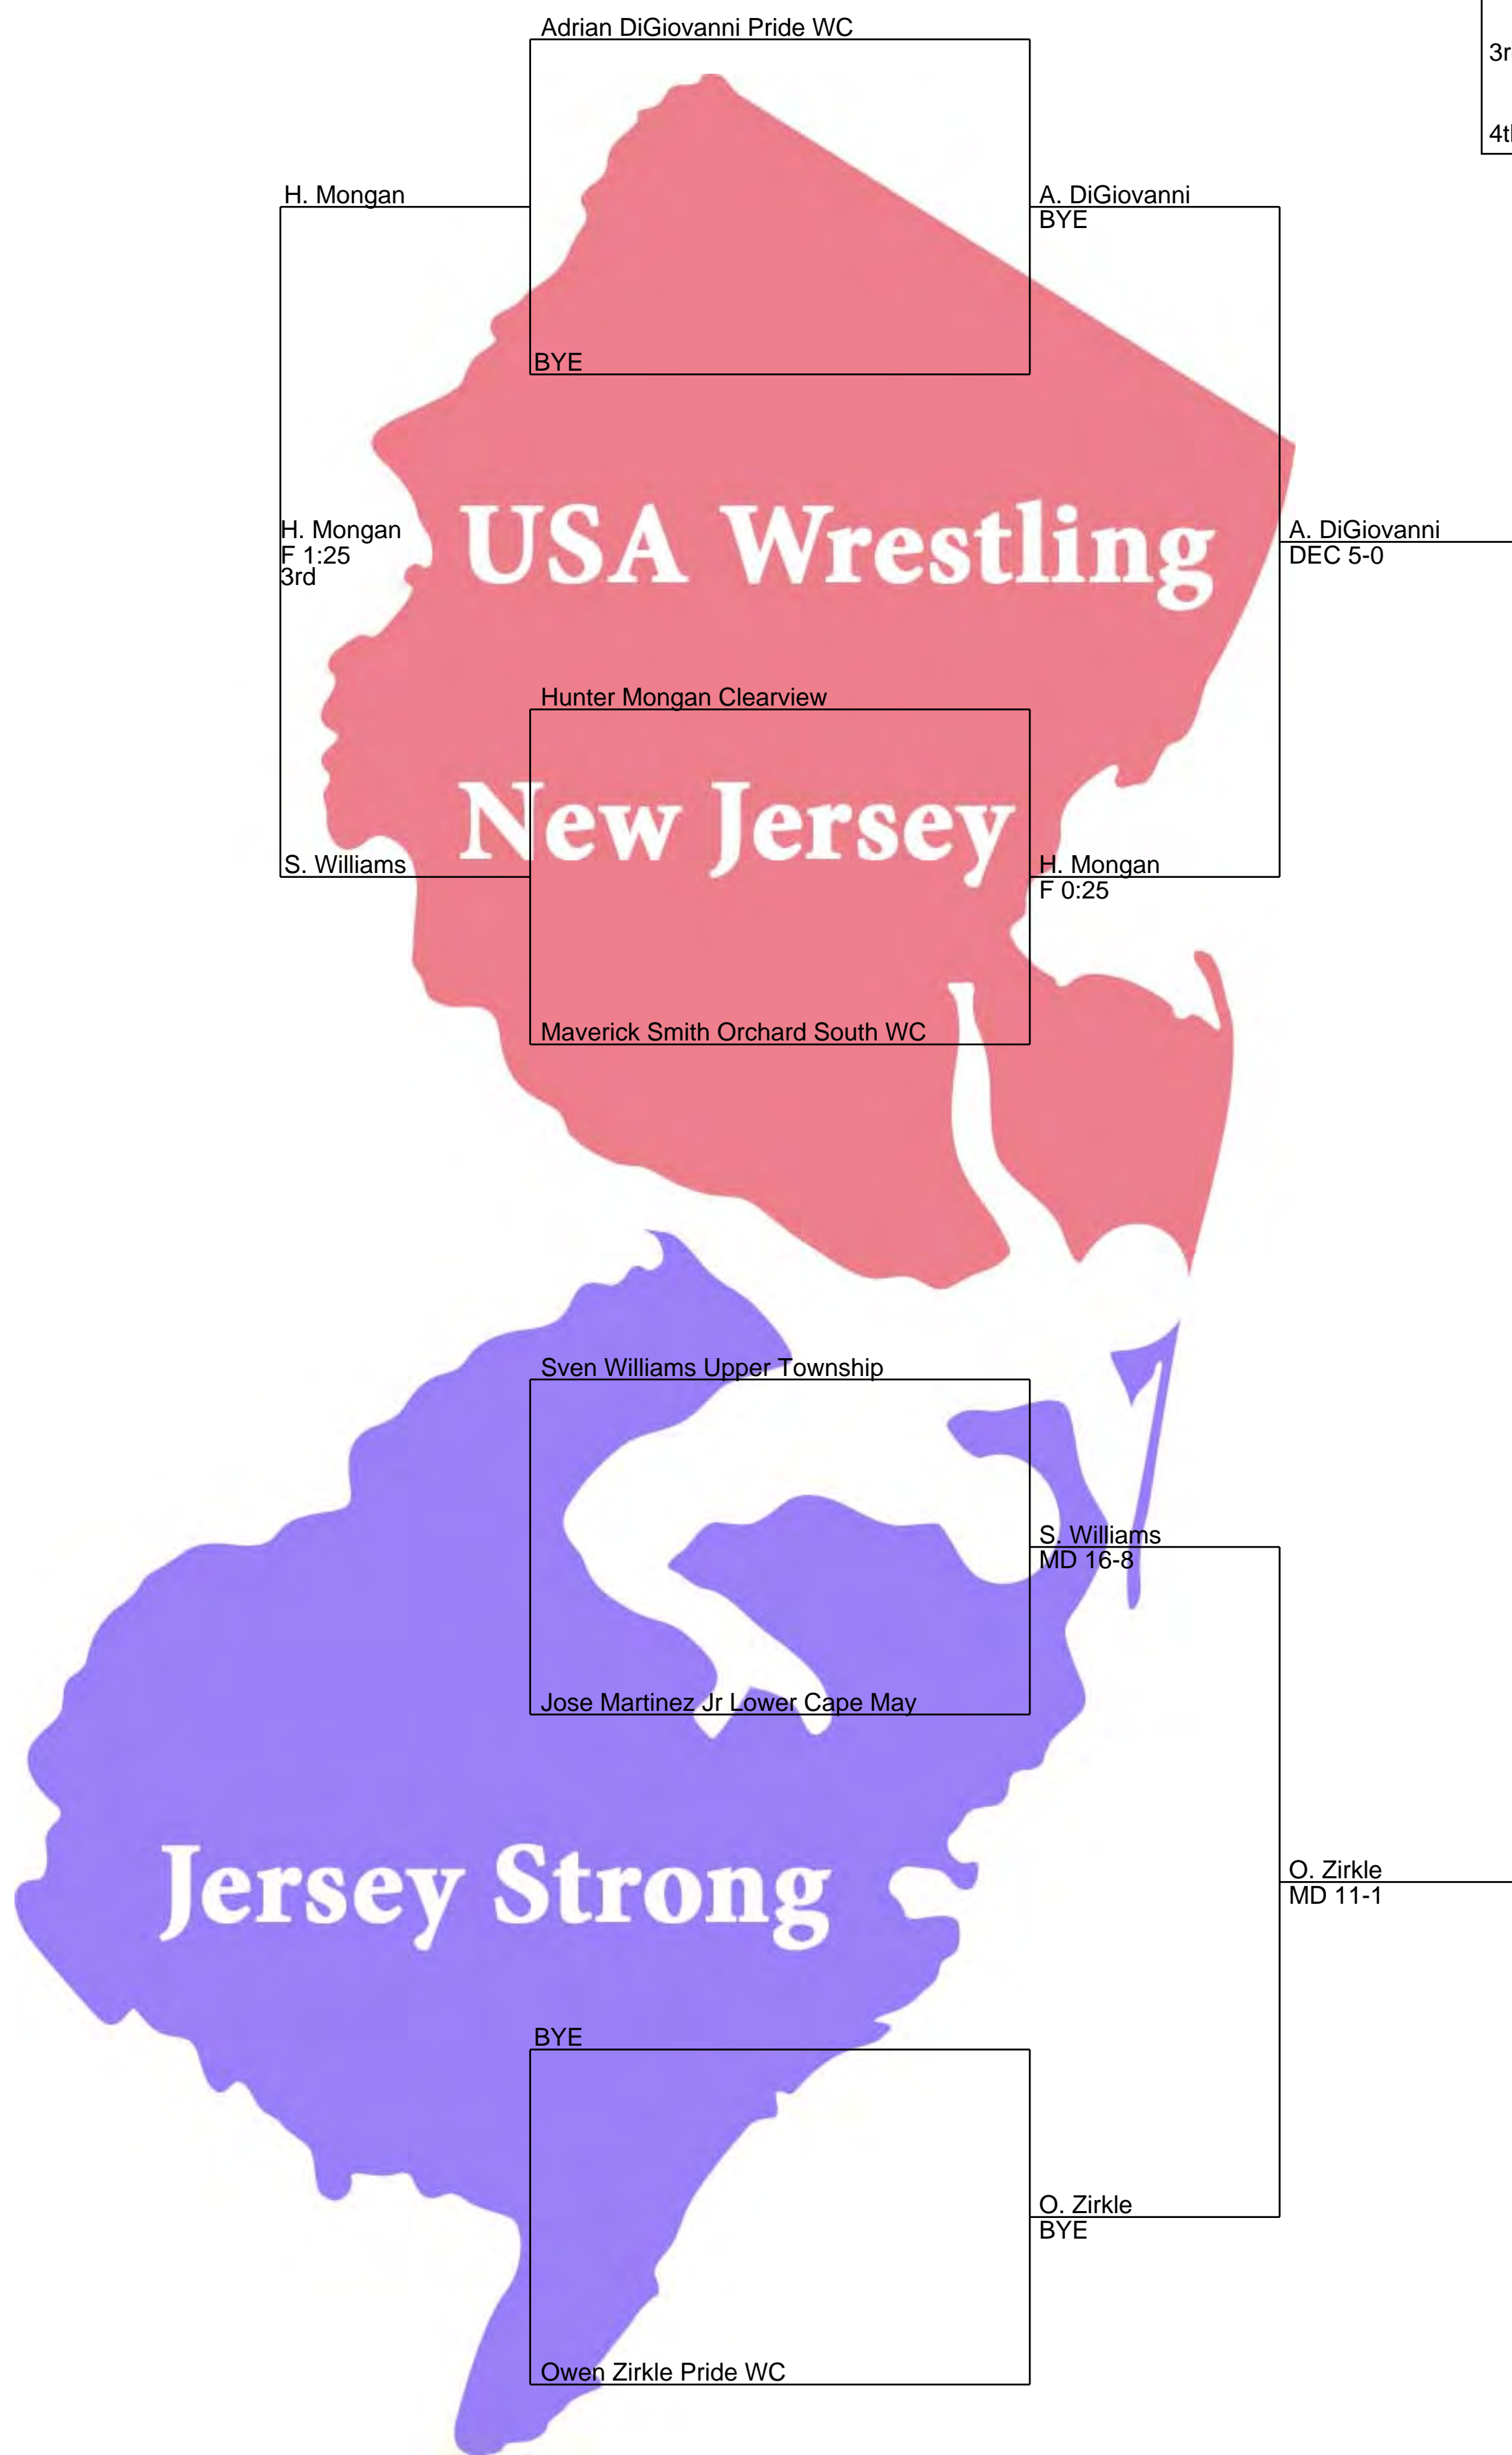 Adrian DiGiovanni Pride WC
3r
4t
H. Mongan
A. DiGiovanni
BYE
BYE
USA Wrestling
H. Mongan
F 1:25
3rd
A. DiGiovanni
DEC 5-0
Hunter Mongan Clearview
New Jersey
S. Williams
H. Mongan
F 0:25
Maverick Smith Orchard South WC
Sven Williams Upper Township
S. Williams
MD 16-8
Jose Martinez Jr Lower Cape May
Jersey Strong
O. Zirkle
MD 11-1
BYE
O. Zirkle
BYE
Owen Zirkle Pride WC